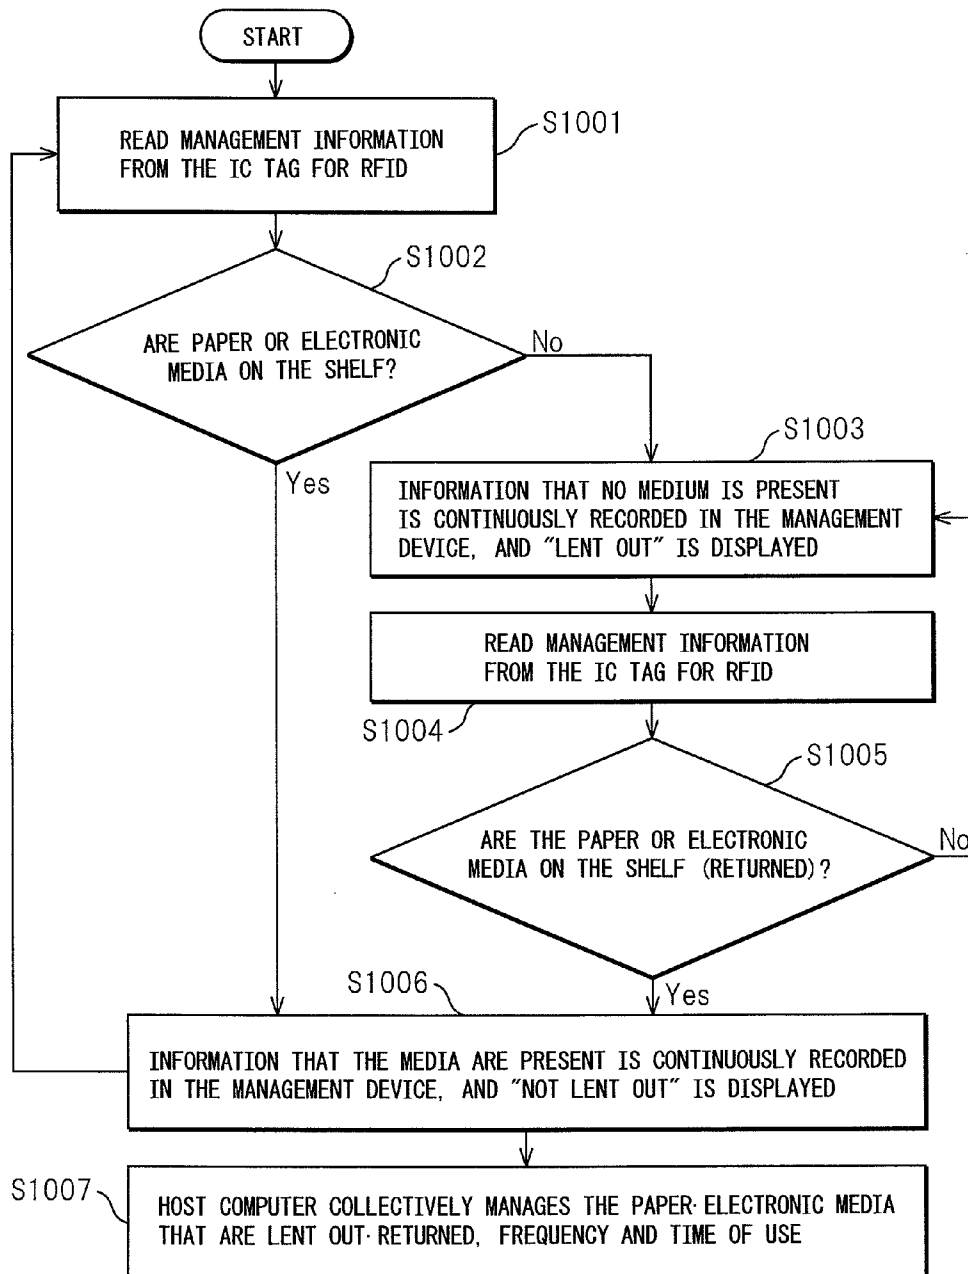 START
READ MANAGEMENT INFORMATION
FROM THE IC TAG FOR RFID
S1001
S1002
ARE PAPER OR ELECTRONIC
MEDIA ON THE SHELF?
No
Yes
S1003
INFORMATION THAT NO MEDIUM IS PRESENT
IS CONTINUOUSLY RECORDED IN THE MANAGEMENT
DEVICE, AND "LENT OUT" IS DISPLAYED
READ MANAGEMENT INFORMATION
FROM THE IC TAG FOR RFID
S1004
S1005
ARE THE PAPER OR ELECTRONIC
MEDIA ON THE SHELF (RETURNED)?
No
Yes
S1006
INFORMATION THAT THE MEDIA ARE PRESENT IS CONTINUOUSLY RECORDED
IN THE MANAGEMENT DEVICE, AND "NOT LENT OUT" IS DISPLAYED
S1007
HOST COMPUTER COLLECTIVELY MANAGES THE PAPER·ELECTRONIC MEDIA
THAT ARE LENT OUT·RETURNED, FREQUENCY AND TIME OF USE